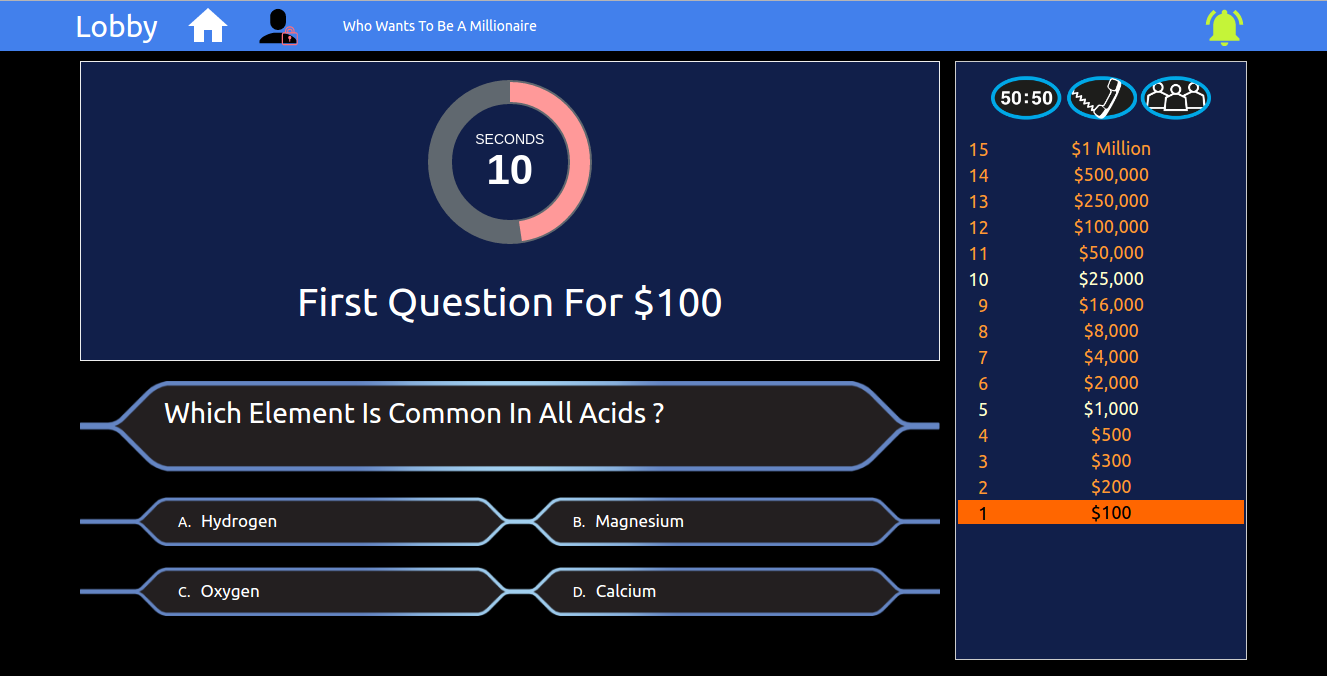 Lobby
Who Wants To Be A Millionaire
SECONDS
10
First Question For $100
Which Element Is Common In All Acids ?
A. Hydrogen
B. Magnesium
C. Oxygen
D. Calcium
50:50
15 $1 Million
14 $500,000
13 $250,000
12 $100,000
11 $50,000
10 $25,000
9 $16,000
8 $8,000
7 $4,000
6 $2,000
5 $1,000
4 $500
3 $300
2 $200
1 $100